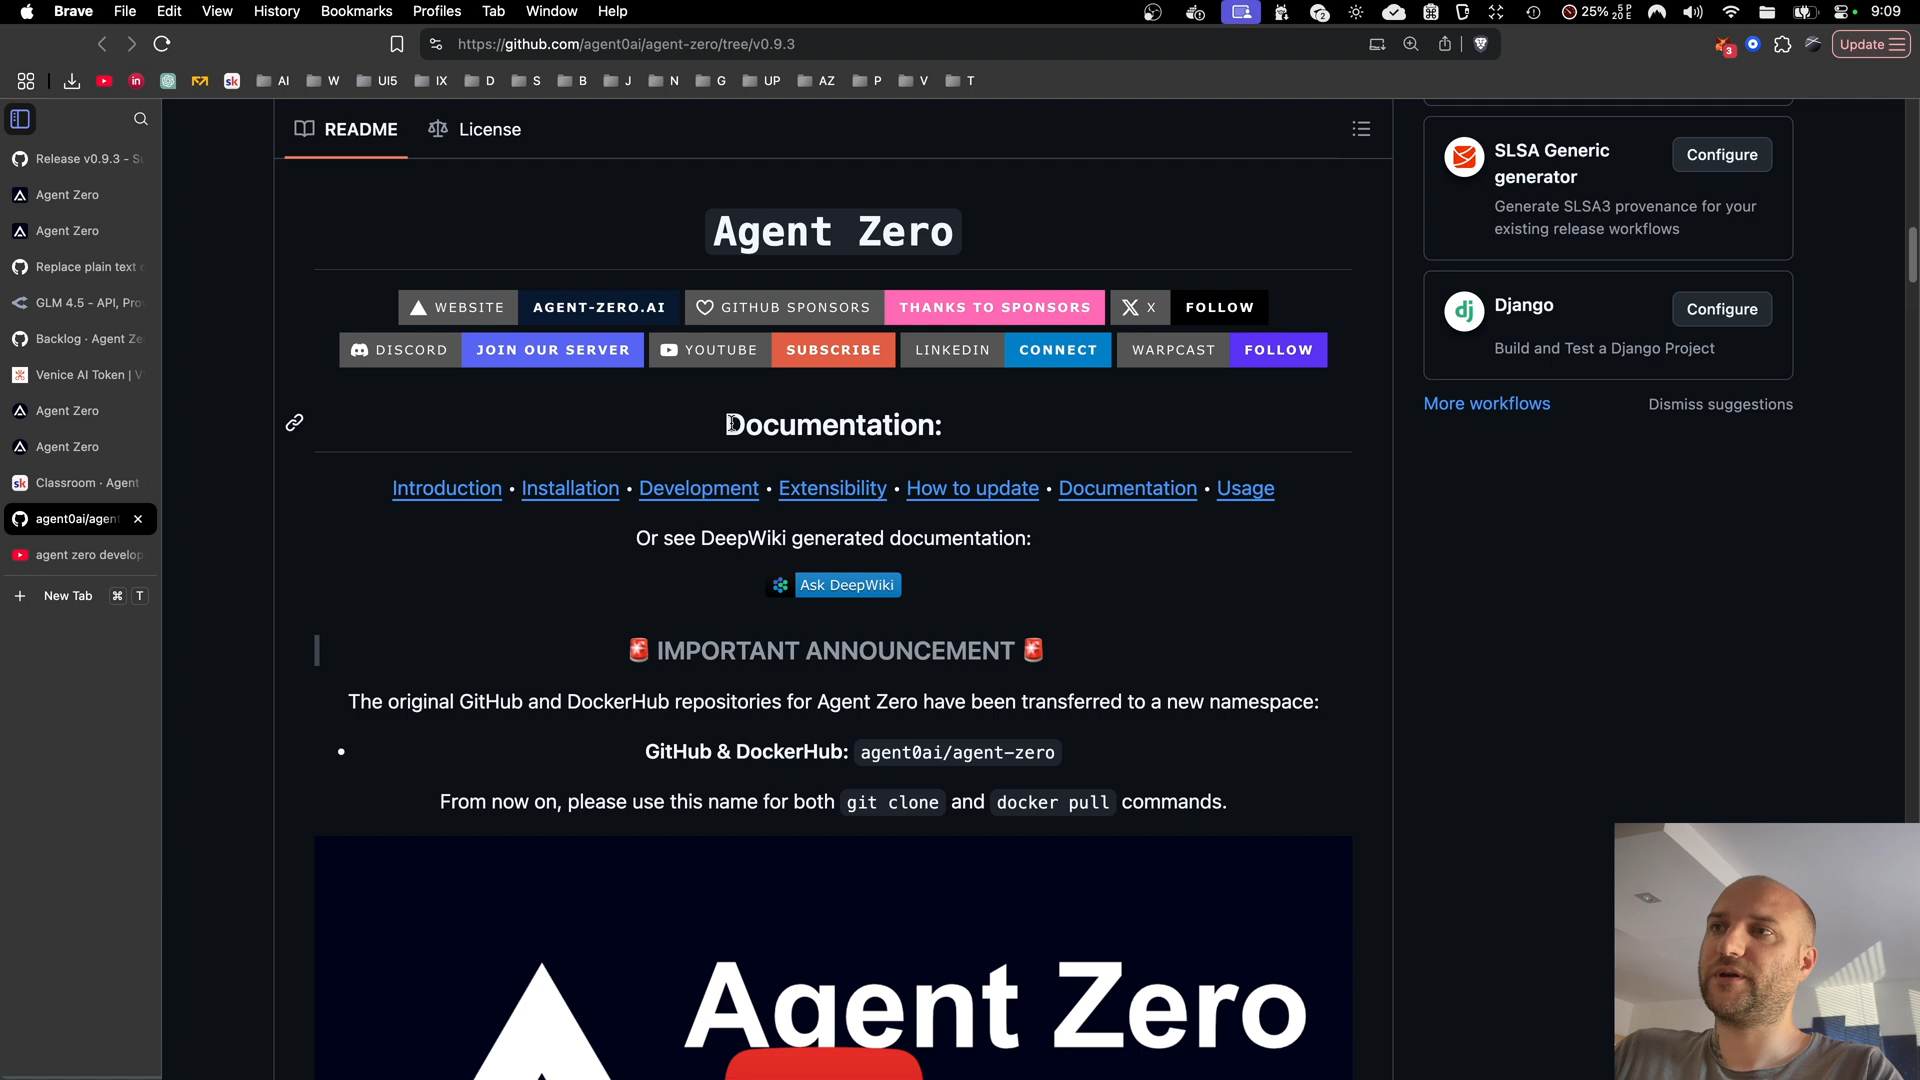 Brave File Edit View History Bookmarks Profiles Tab Window Help 25% 5 P 20 E 9:09
https://github.com/agent0ai/agent-zero/tree/v0.9.3 3 Update
sk AI W UI5 IX D S B J N G UP AZ P V T
README License
Release v0.9.3 - S
Agent Zero
Agent Zero
Replace plain text
GLM 4.5 - API, Pro
Backlog · Agent Ze
Venice AI Token | V
Agent Zero
Agent Zero
sk Classroom · Agent
agent0ai/agent
agent zero develop
New Tab ⌘ T
Agent Zero
WEBSITE AGENT-ZERO.AI GITHUB SPONSORS THANKS TO SPONSORS X FOLLOW
DISCORD JOIN OUR SERVER YOUTUBE SUBSCRIBE LINKEDIN CONNECT WARPCAST FOLLOW
Documentation:
Introduction • Installation • Development • Extensibility • How to update • Documentation • Usage
Or see DeepWiki generated documentation:
Ask DeepWiki
🚨 IMPORTANT ANNOUNCEMENT 🚨
The original GitHub and DockerHub repositories for Agent Zero have been transferred to a new namespace:
• GitHub & DockerHub: agent0ai/agent-zero
From now on, please use this name for both git clone and docker pull commands.
Agent Zero
SLSA Generic
generator
Configure
Generate SLSA3 provenance for your
existing release workflows
dj Django Configure
Build and Test a Django Project
More workflows Dismiss suggestions